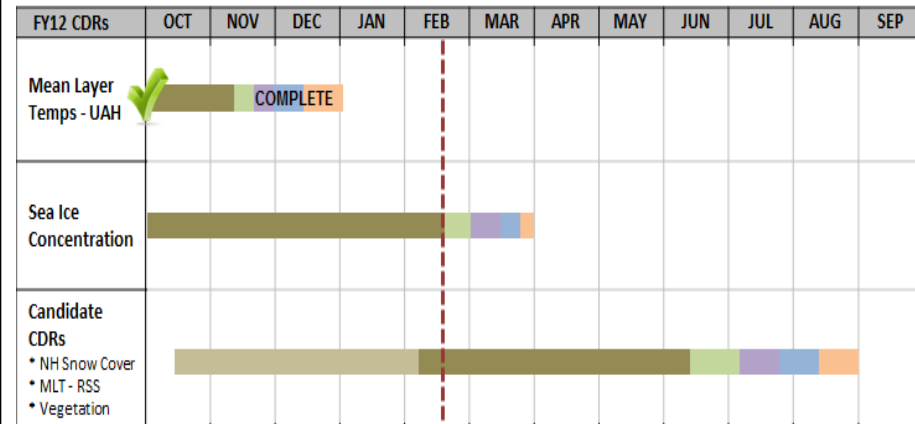 FY12 CDRs OCT NOV DEC JAN FEB MAR APR MAY JUN JUL AUG SEP
Mean Layer
Temps - UAH
COMPLETE
Sea Ice
Concentration
Candidate
CDRs
* NH Snow Cover
* MLT - RSS
* Vegetation